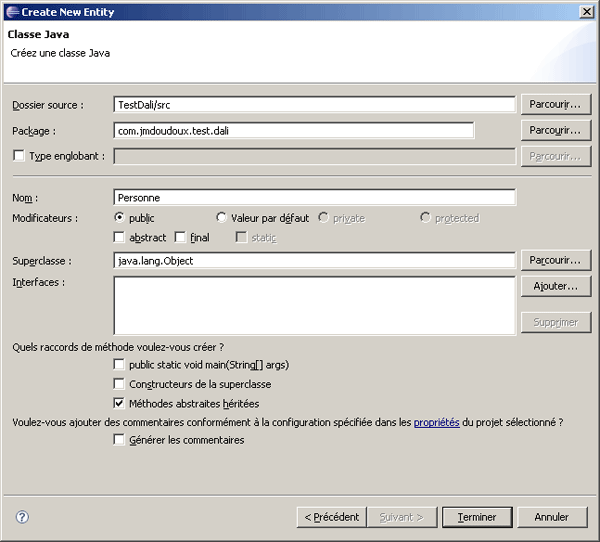 Create New Entity
Classe Java
Créez une classe Java
Dossier source : TestDali/src Parcourir...
Package : com.jmdoudoux.test.dali Parcourir...
Type englobant : Parcourir...
Nom : Personne
Modificateurs : public Valeur par défaut private protected
abstract final static
Superclasse : java.lang.Object Parcourir...
Interfaces : Ajouter...
Supprimer
Quels raccords de méthode voulez-vous créer ?
public static void main(String[] args)
Constructeurs de la superclasse
Méthodes abstraites héritées
Voulez-vous ajouter des commentaires conformément à la configuration spécifiée dans les propriétés du projet sélectionné ?
Générer les commentaires
? < Précédent Suivant > Terminer Annuler